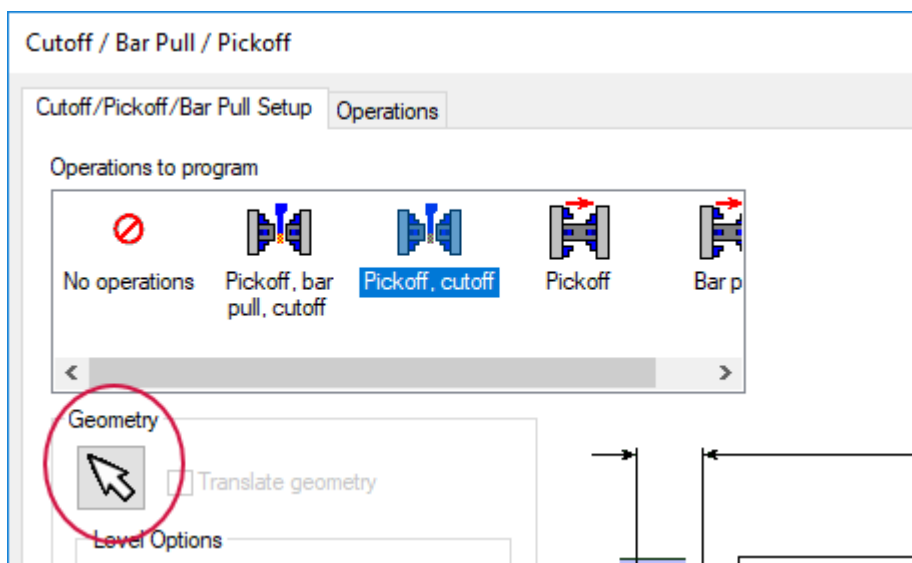 Cutoff / Bar Pull / Pickoff
Cutoff/Pickoff/Bar Pull Setup
Operations
Operations to program
No operations
Pickoff, bar
pull, cutoff
Pickoff, cutoff
Pickoff
Bar p
Geometry
Translate geometry
Level Options